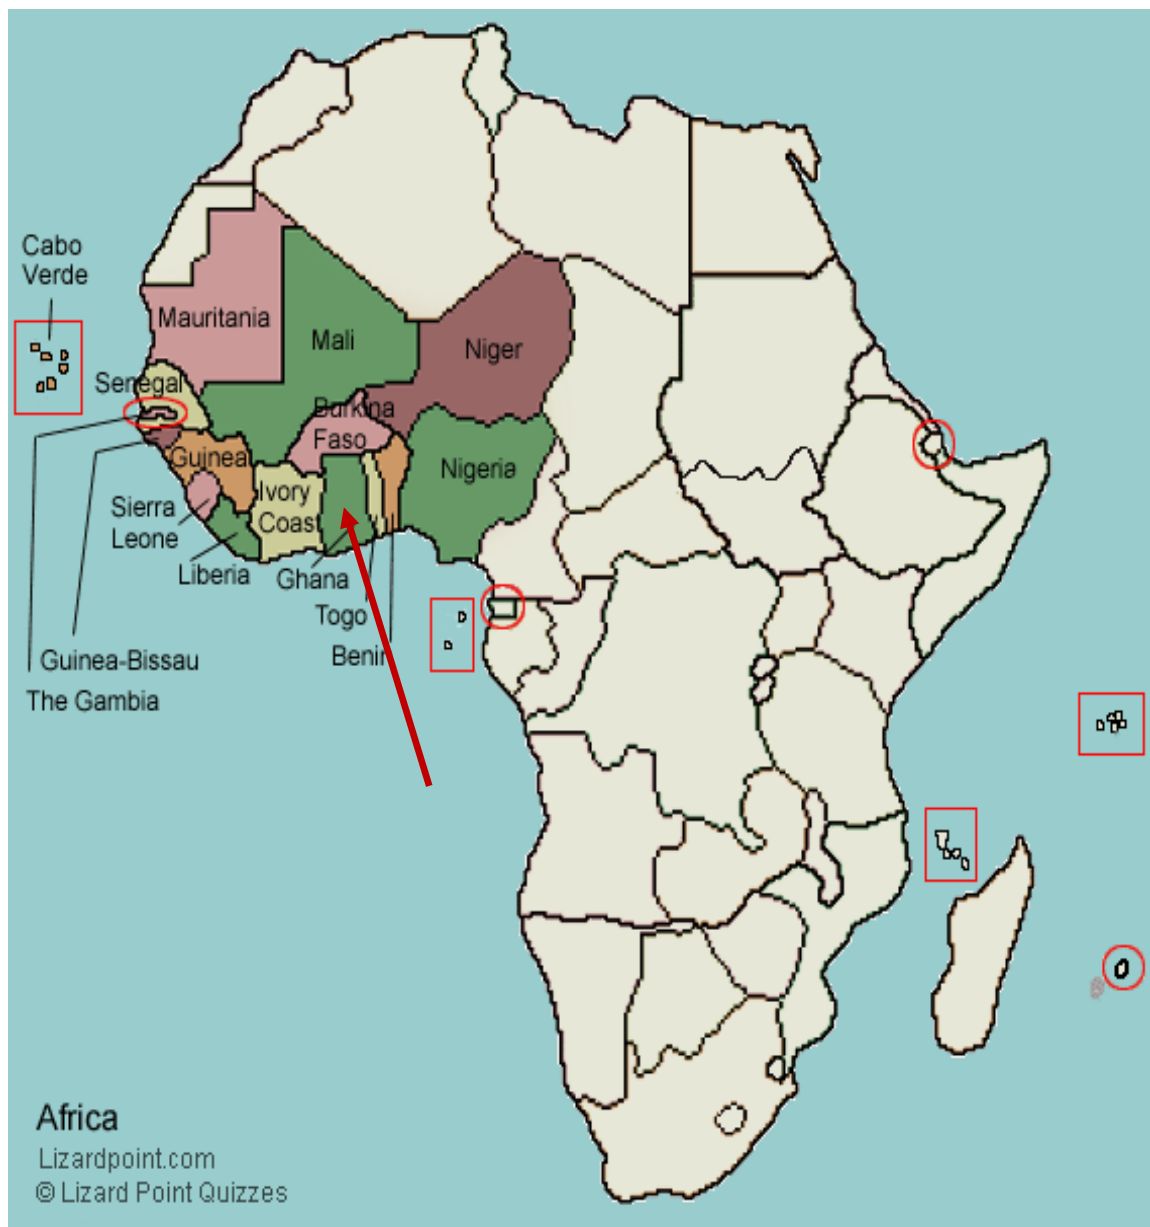 Cabo
Verde
Mauritania
Mali
Niger
Senegal
Burkina
Faso
Guinea
Nigeria
Ivory
Coast
Sierra
Leone
Liberia
Ghana
Togo
Benin
Guinea-Bissau
The Gambia
Africa
Lizardpoint.com
© Lizard Point Quizzes